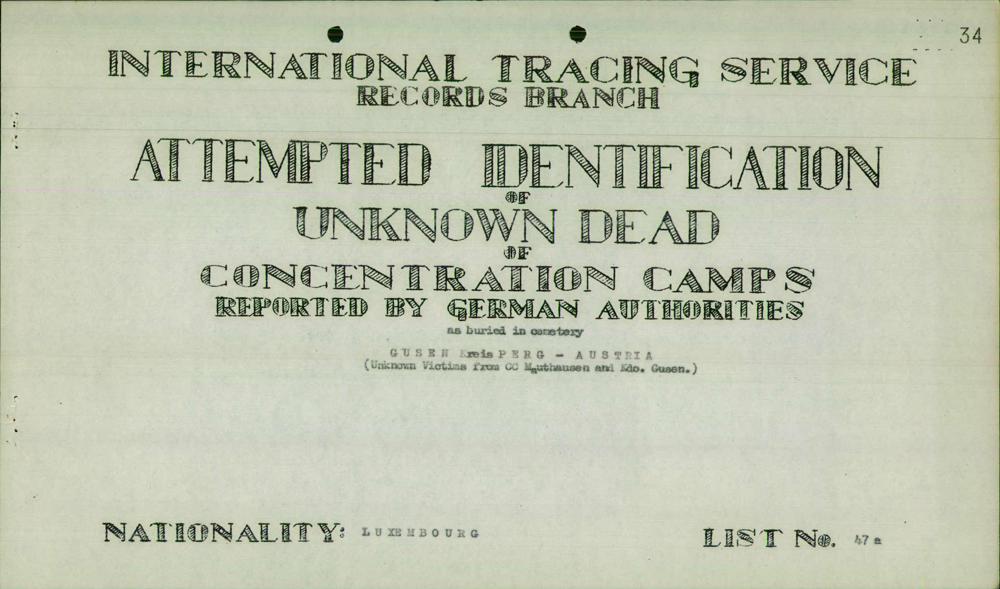 34
INTERNATIONAL TRACING SERVICE
RECORDS BRANCH
ATTEMPTED IDENTIFICATION
OF
UNKNOWN DEAD
OF
CONCENTRATION CAMPS
REPORTED BY GERMAN AUTHORITIES
as buried in cemetery
GUSEN Kreis PERG - AUSTRIA
(Unknown Victims from CC Mauthausen and Kdo. Gusen.)
NATIONALITY: LUXEMBOURG
LIST No. 47a